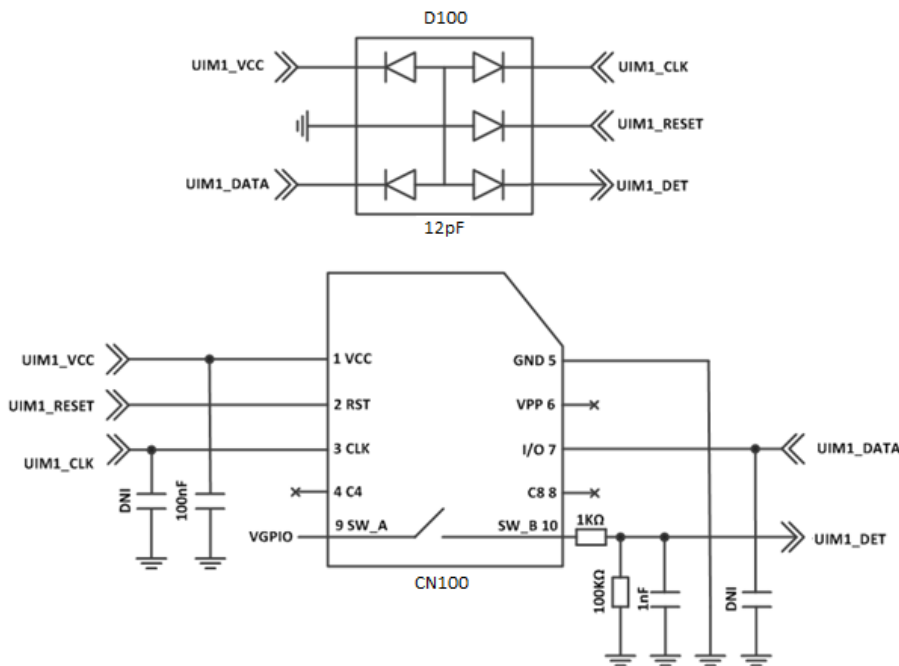 D100
UIM1_VCC
UIM1_CLK
UIM1_RESET
UIM1_DATA
UIM1_DET
12pF
UIM1_VCC
1 VCC
GND 5
UIM1_RESET
2 RST
VPP 6
UIM1_CLK
3 CLK
I/O 7
UIM1_DATA
4 C4
C8 8
DNI
100nF
VGPIO
9 SW_A
SW_B 10
1KΩ
UIM1_DET
100KΩ
1nF
DNI
CN100